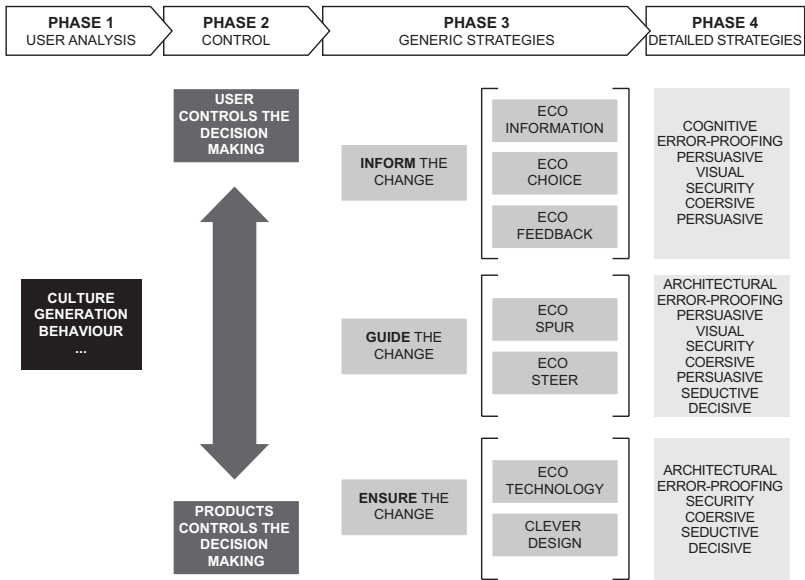 PHASE 1
USER ANALYSIS
PHASE 2
CONTROL
PHASE 3
GENERIC STRATEGIES
PHASE 4
DETAILED STRATEGIES
CULTURE
GENERATION
BEHAVIOUR
...
USER
CONTROLS THE
DECISION
MAKING
PRODUCTS
CONTROLS THE
DECISION
MAKING
INFORM THE
CHANGE
ECO
INFORMATION
ECO
CHOICE
ECO
FEEDBACK
COGNITIVE
ERROR-PROOFING
PERSUASIVE
VISUAL
SECURITY
COERSIVE
PERSUASIVE
GUIDE THE
CHANGE
ECO
SPUR
ECO
STEER
ARCHITECTURAL
ERROR-PROOFING
PERSUASIVE
VISUAL
SECURITY
COERSIVE
PERSUASIVE
SEDUCTIVE
DECISIVE
ENSURE THE
CHANGE
ECO
TECHNOLOGY
CLEVER
DESIGN
ARCHITECTURAL
ERROR-PROOFING
SECURITY
COERSIVE
SEDUCTIVE
DECISIVE